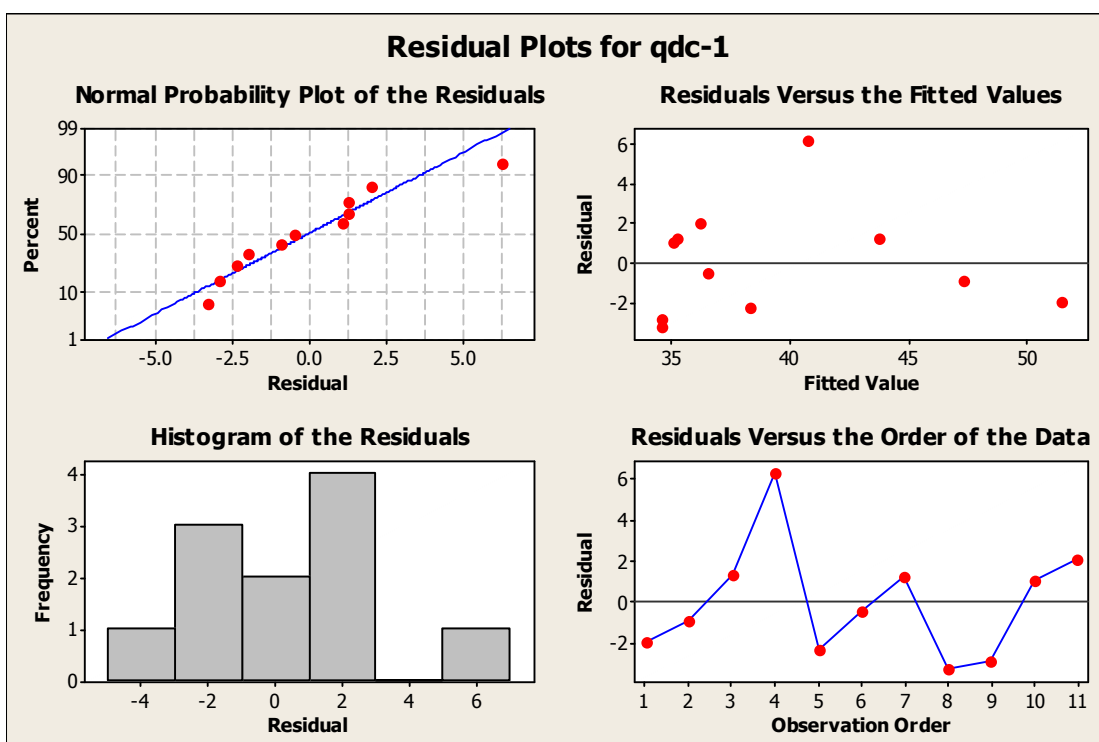 Residual Plots for qdc-1
Normal Probability Plot of the Residuals
99
90
50
10
1
Percent
-5.0 -2.5 0.0 2.5 5.0
Residual
Residuals Versus the Fitted Values
6
4
2
0
-2
Residual
35 40 45 50
Fitted Value
Histogram of the Residuals
4
3
2
1
0
Frequency
-4 -2 0 2 4 6
Residual
Residuals Versus the Order of the Data
6
4
2
0
-2
Residual
1 2 3 4 5 6 7 8 9 10 11
Observation Order